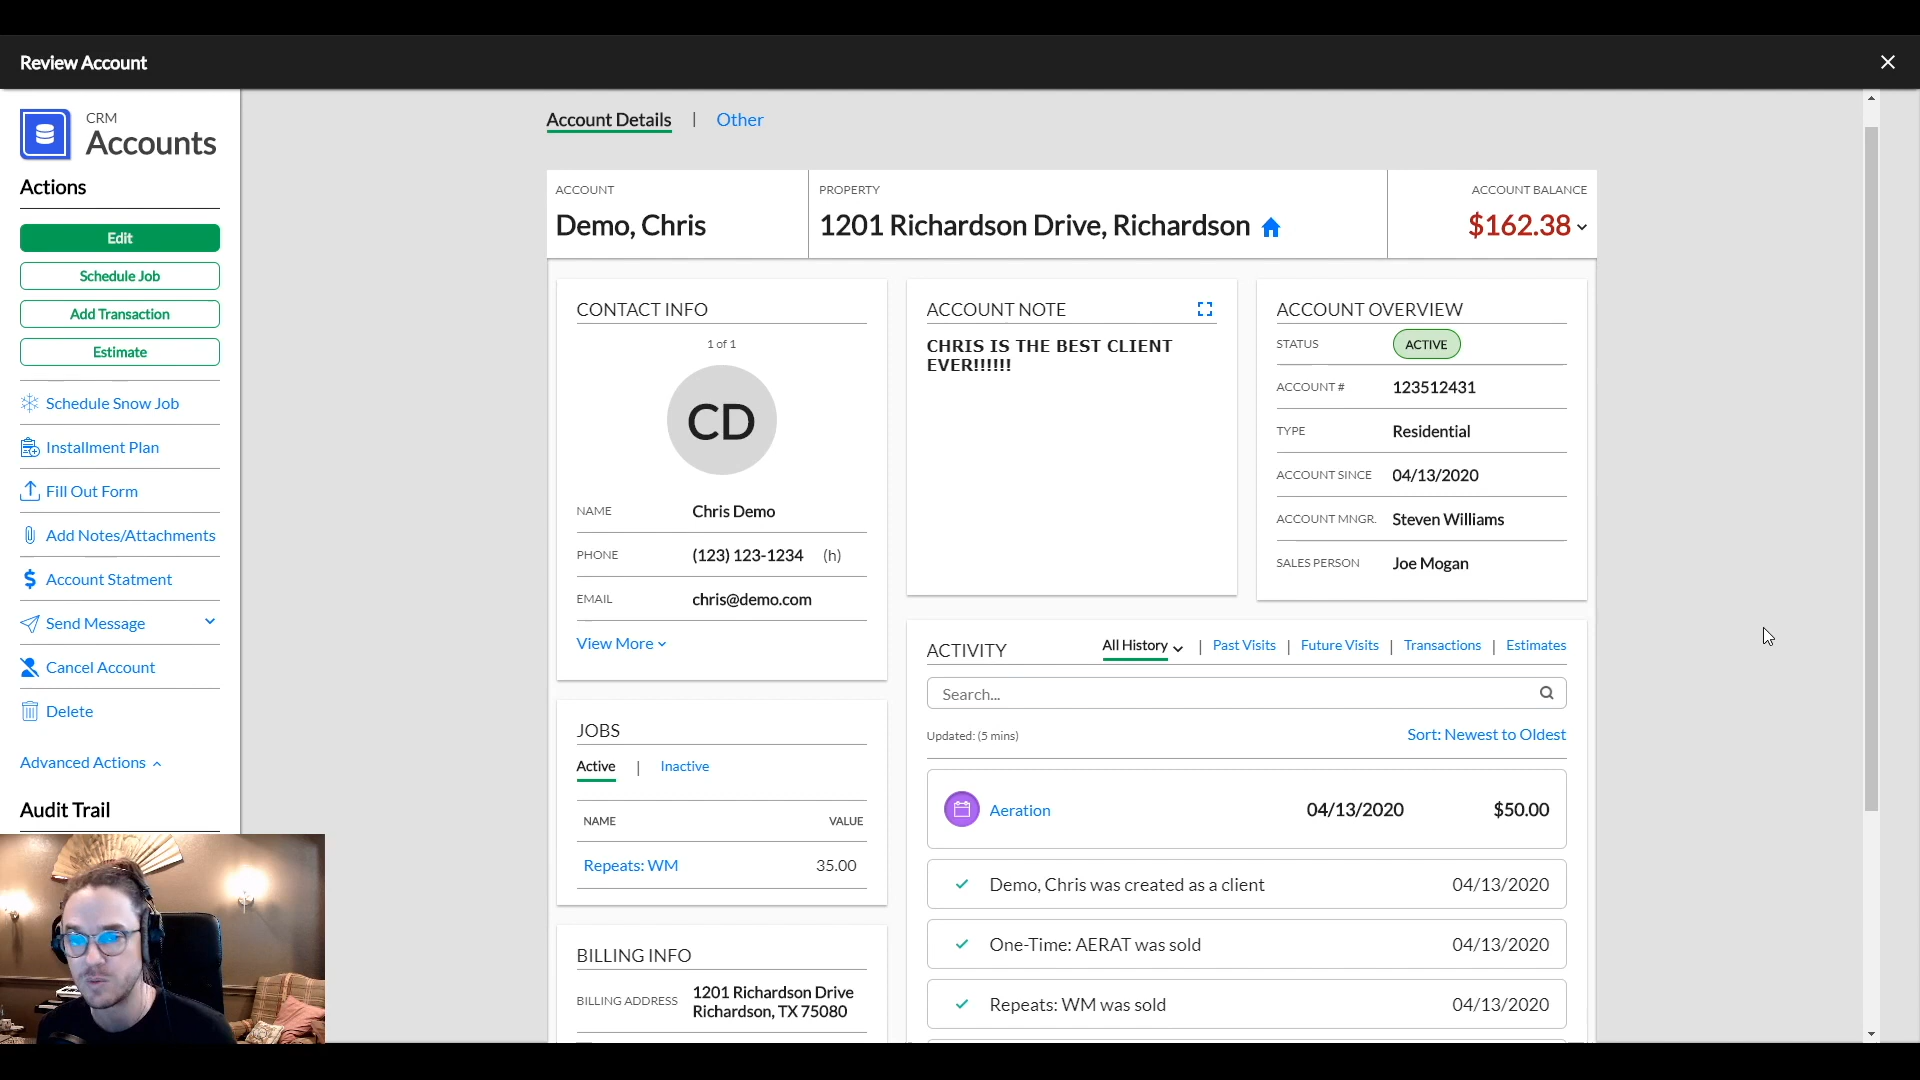 Review Account
CRM
Accounts
Actions
Edit
Schedule Job
Add Transaction
Estimate
Schedule Snow Job
Installment Plan
Fill Out Form
Add Notes/Attachments
Account Statment
Send Message
Cancel Account
Delete
Advanced Actions
Audit Trail
Account Details | Other
ACCOUNT
Demo, Chris
PROPERTY
1201 Richardson Drive, Richardson
ACCOUNT BALANCE
$162.38
CONTACT INFO
1 of 1
CD
NAME Chris Demo
PHONE (123) 123-1234 (h)
EMAIL chris@demo.com
View More
ACCOUNT NOTE
CHRIS IS THE BEST CLIENT
EVER!!!!!!
ACCOUNT OVERVIEW
STATUS ACTIVE
ACCOUNT # 123512431
TYPE Residential
ACCOUNT SINCE 04/13/2020
ACCOUNT MNGR. Steven Williams
SALES PERSON Joe Mogan
JOBS
Active | Inactive
NAME VALUE
Repeats: WM 35.00
BILLING INFO
BILLING ADDRESS 1201 Richardson Drive
Richardson, TX 75080
ACTIVITY All History | Past Visits | Future Visits | Transactions | Estimates
Search...
Updated: (5 mins) Sort: Newest to Oldest
Aeration 04/13/2020 $50.00
Demo, Chris was created as a client 04/13/2020
One-Time: AERAT was sold 04/13/2020
Repeats: WM was sold 04/13/2020